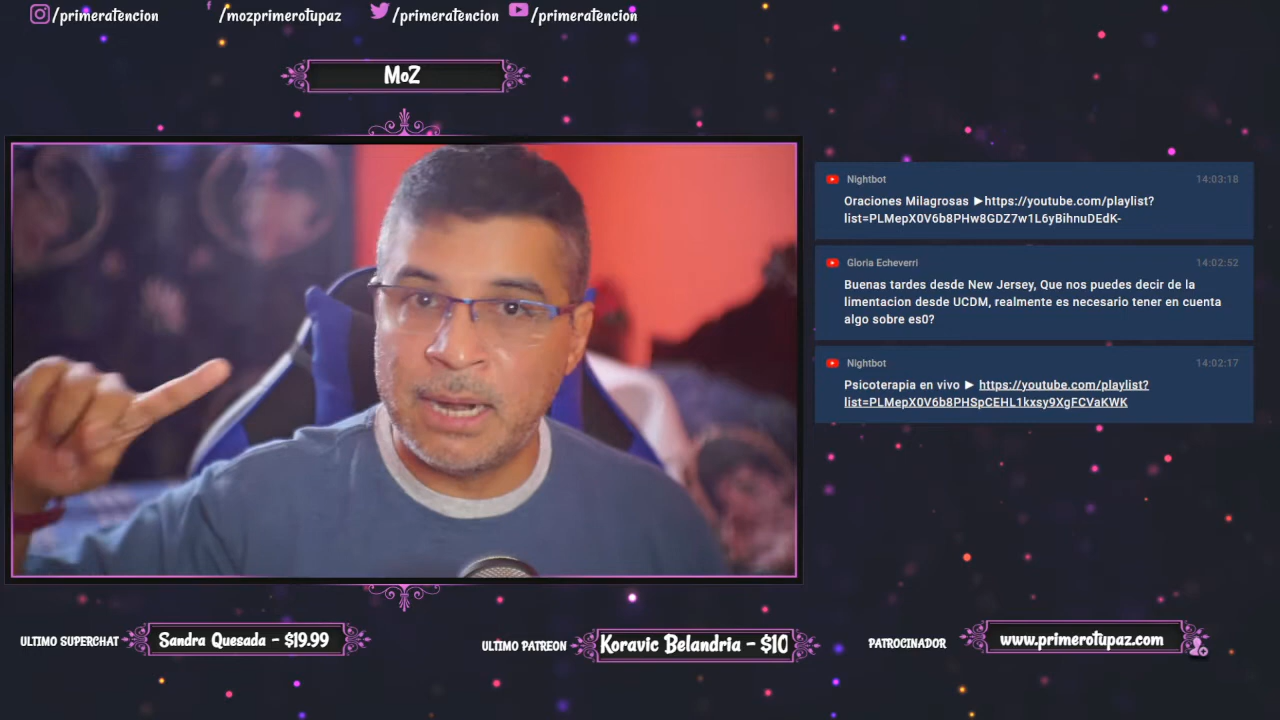 /primeratencion
/mozprimerotupaz
/primeratencion
/primeratencion
MoZ
Nightbot
14:03:18
Oraciones Milagrosas ►https://youtube.com/playlist?
list=PLMepX0V6b8PHw8GDZ7w1L6yBihnuDEdK-
Gloria Echeverri
14:02:52
Buenas tardes desde New Jersey, Que nos puedes decir de la
limentacion desde UCDM, realmente es necesario tener en cuenta
algo sobre es0?
Nightbot
14:02:17
Psicoterapia en vivo ► https://youtube.com/playlist?
list=PLMepX0V6b8PHSpCEHL1kxsy9XgFCVaKWK
ULTIMO SUPERCHAT
Sandra Quesada - $19.99
ULTIMO PATREON
Koravic Belandria - $10
PATROCINADOR
www.primerotupaz.com